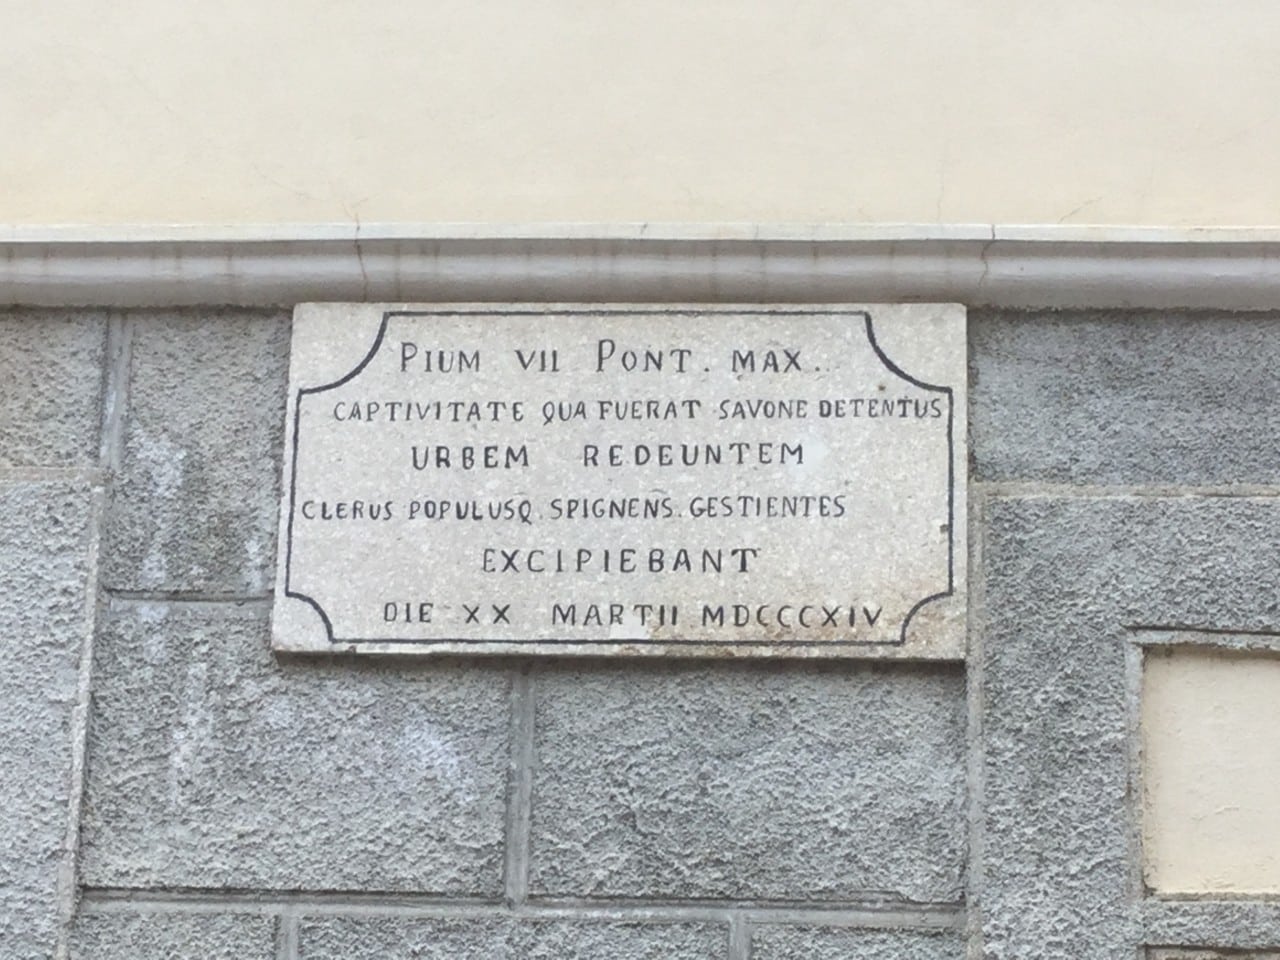 PIUM VII PONT. MAX..
CAPTIVITATE QUA FUERAT SAVONE DETENTUS
URBEM REDEUNTEM
CLERUS POPULUSQ. SPIGNENS. GESTIENTES
EXCIPIEBANT
DIE XX MARTII MDCCCXIV